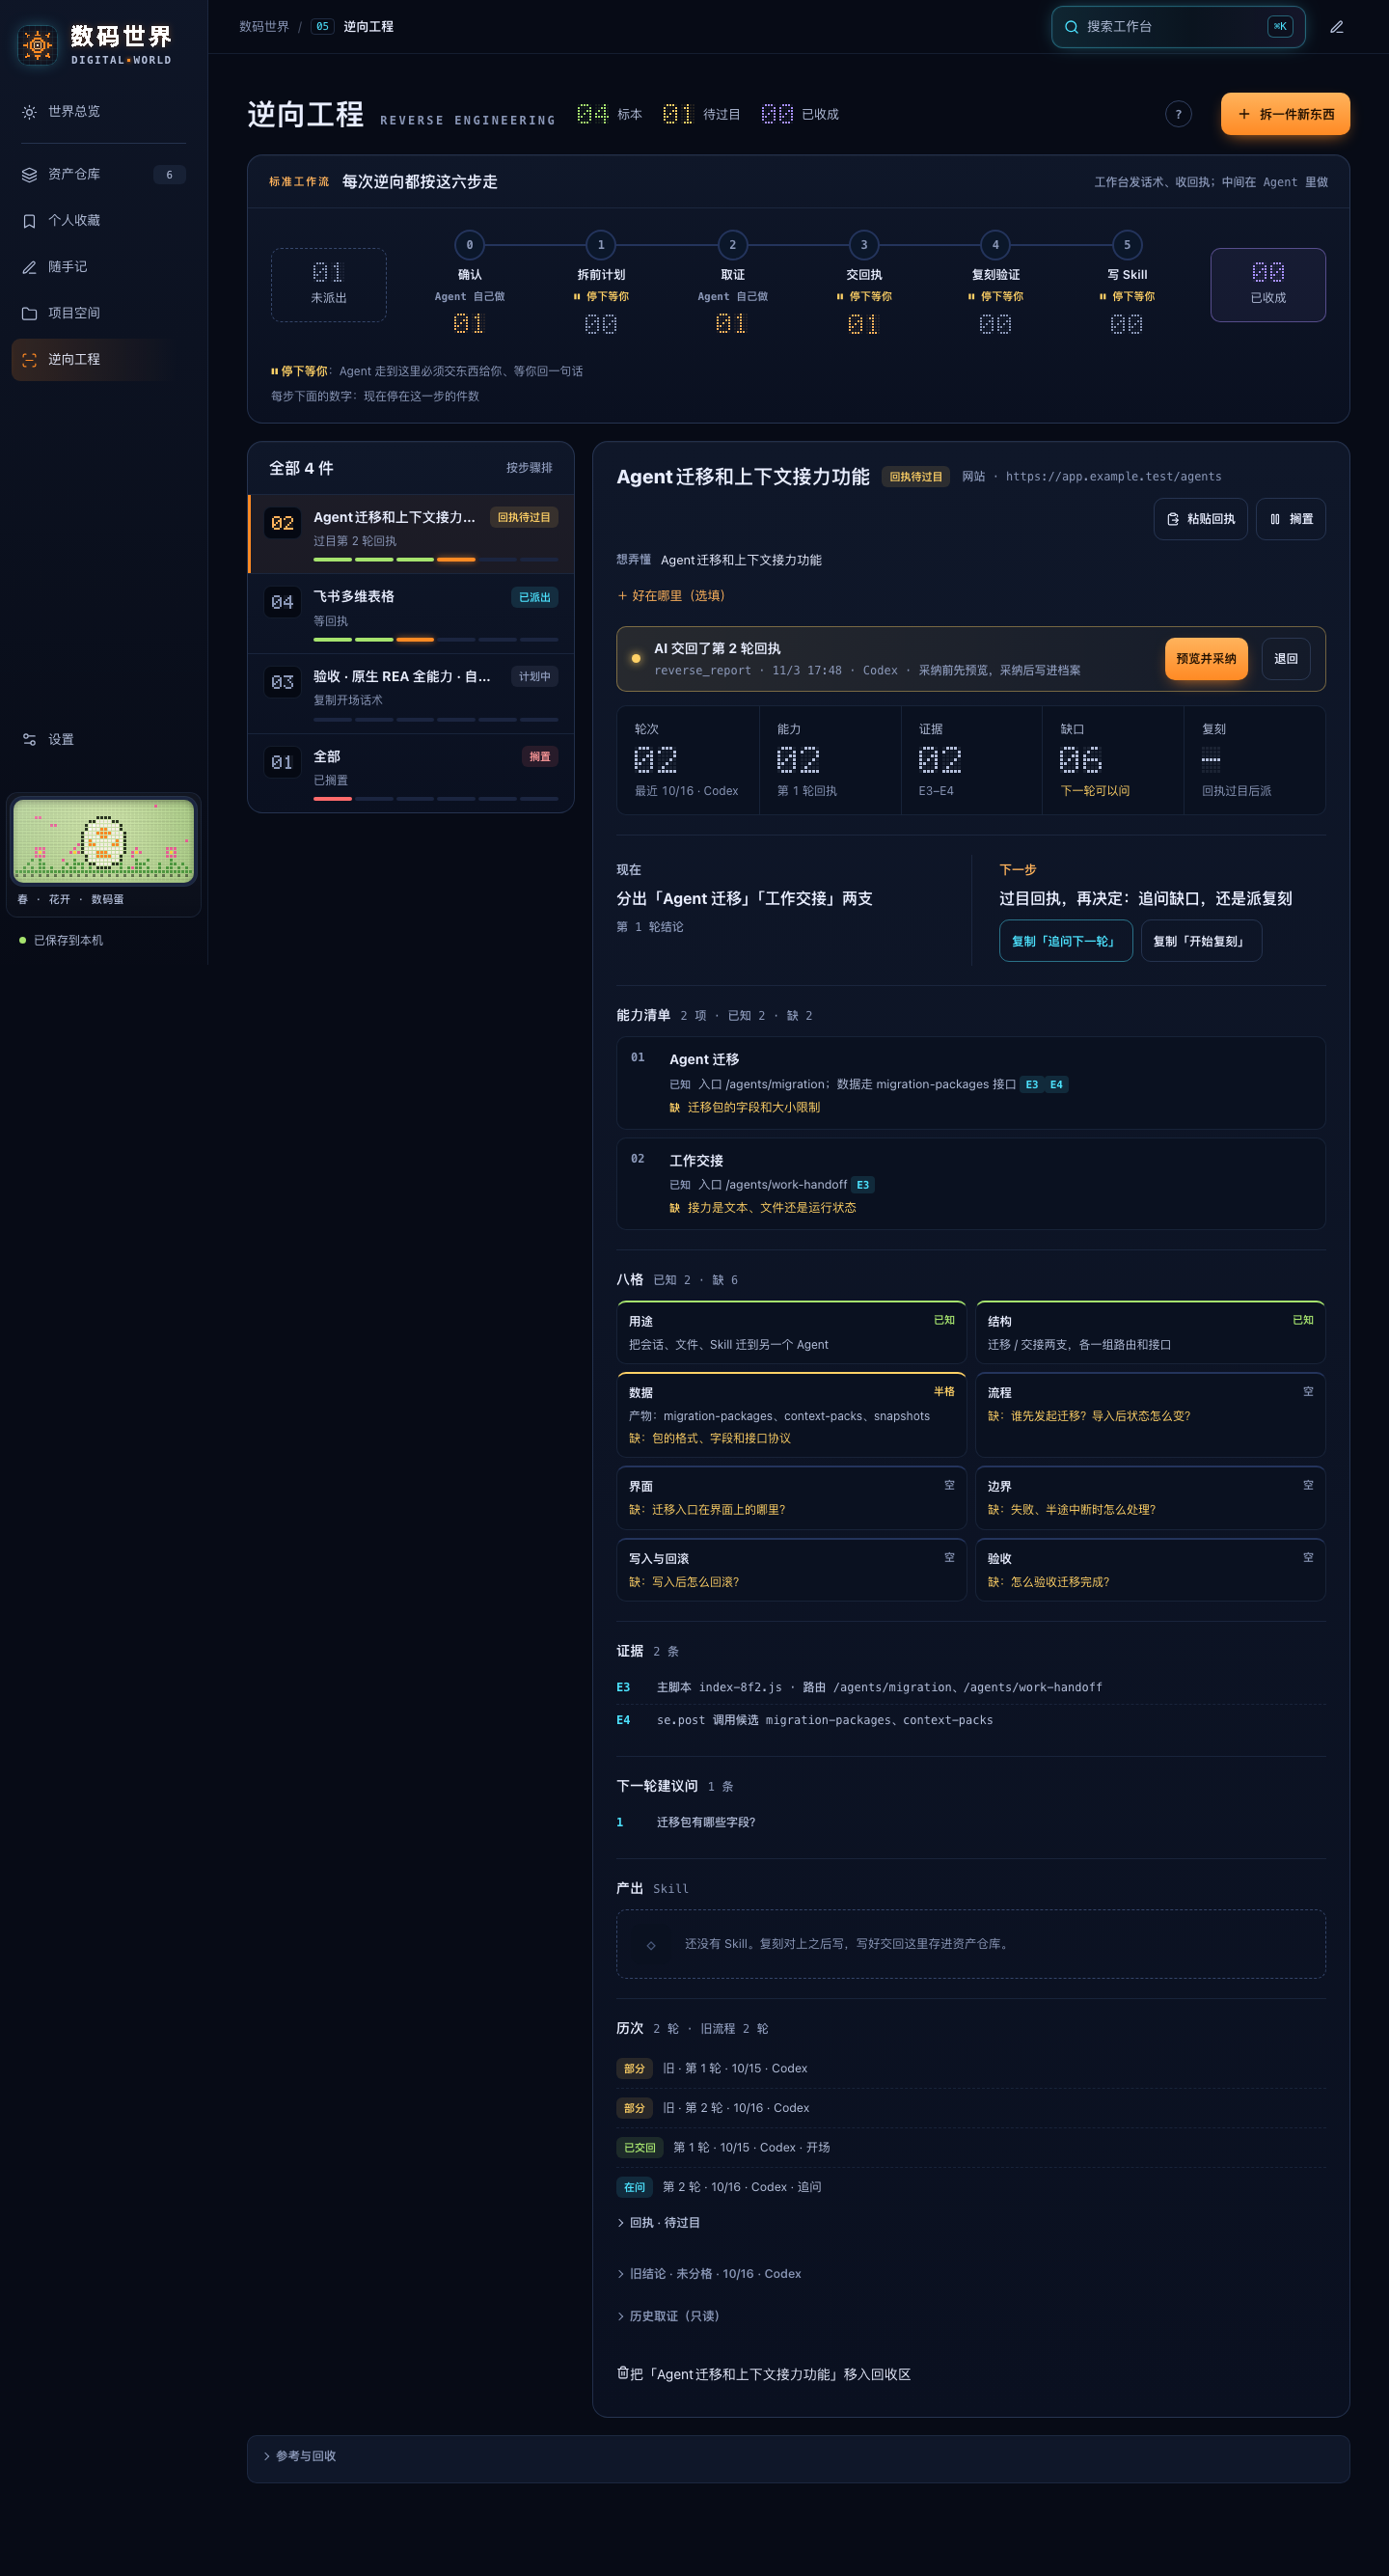 数码世界
DIGITAL WORLD
世界总览
资产仓库 6
个人收藏
随手记
项目空间
逆向工程
设置
春 · 花开 · 数码蛋
已保存到本机
数码世界 / 05 逆向工程
搜索工作台 ⌘K
逆向工程 REVERSE ENGINEERING 04 标本 01 待过目 00 已收成
? + 拆一件新东西
标准工作流 每次逆向都按这六步走
工作台发话术、收回执；中间在 Agent 里做
01
未派出
0 1 2 3 4 5
确认 拆前计划 取证 交回执 复刻验证 写 Skill
Agent 自己做 停下等你 Agent 自己做 停下等你 停下等你 停下等你
01 00 01 01 00 00
00
已收成
停下等你：Agent 走到这里必须交东西给你、等你回一句话
每步下面的数字：现在停在这一步的件数
全部 4 件 按步骤排
02 Agent 迁移和上下文接力... 回执待过目
过目第 2 轮回执
04 飞书多维表格 已派出
等回执
03 验收 · 原生 REA 全能力 · 自... 计划中
复制开场话术
01 全部 搁置
已搁置
Agent 迁移和上下文接力功能 回执待过目 网站 · https://app.example.test/agents
粘贴回执 搁置
想弄懂 Agent 迁移和上下文接力功能
+ 好在哪里（选填）
AI 交回了第 2 轮回执
reverse_report · 11/3 17:48 · Codex · 采纳前先预览，采纳后写进档案
预览并采纳 退回
轮次 能力 证据 缺口 复刻
02 02 02 06 –
最近 10/16 · Codex 第 1 轮回执 E3–E4 下一轮可以问 回执过目后派
现在
分出「Agent 迁移」「工作交接」两支
第 1 轮结论
下一步
过目回执，再决定：追问缺口，还是派复刻
复制「追问下一轮」 复制「开始复刻」
能力清单 2 项 · 已知 2 · 缺 2
01 Agent 迁移
已知 入口 /agents/migration；数据走 migration-packages 接口 E3 E4
缺 迁移包的字段和大小限制
02 工作交接
已知 入口 /agents/work-handoff E3
缺 接力是文本、文件还是运行状态
八格 已知 2 · 缺 6
用途 已知
把会话、文件、Skill 迁到另一个 Agent
结构 已知
迁移 / 交接两支，各一组路由和接口
数据 半格
产物：migration-packages、context-packs、snapshots
缺：包的格式、字段和接口协议
流程 空
缺：谁先发起迁移？导入后状态怎么变？
界面 空
缺：迁移入口在界面上的哪里？
边界 空
缺：失败、半途中断时怎么处理？
写入与回滚 空
缺：写入后怎么回滚？
验收 空
缺：怎么验收迁移完成？
证据 2 条
E3 主脚本 index-8f2.js · 路由 /agents/migration、/agents/work-handoff
E4 se.post 调用候选 migration-packages、context-packs
下一轮建议问 1 条
1 迁移包有哪些字段？
产出 Skill
还没有 Skill。复刻对上之后写，写好交回这里存进资产仓库。
历次 2 轮 · 旧流程 2 轮
部分 旧 · 第 1 轮 · 10/15 · Codex
部分 旧 · 第 2 轮 · 10/16 · Codex
已交回 第 1 轮 · 10/15 · Codex · 开场
在问 第 2 轮 · 10/16 · Codex · 追问
回执 · 待过目
旧结论 · 未分格 · 10/16 · Codex
历史取证（只读）
把「Agent 迁移和上下文接力功能」移入回收区
参考与回收